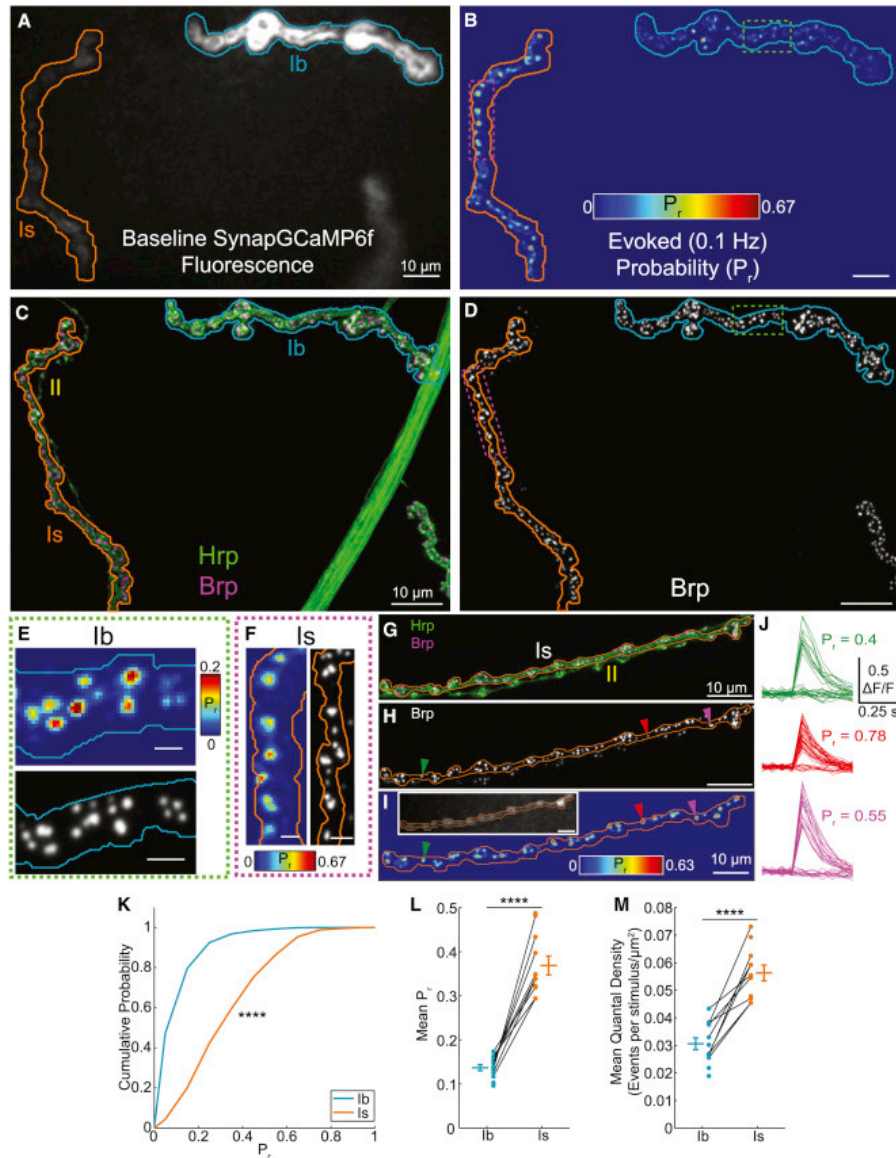 A
Ib
Is
Baseline SynapGCaMP6f
Fluorescence
10 µm
B
0 Pr 0.67
Evoked (0.1 Hz)
Probability (Pr)
C
Ib
II
Is
Hrp
Brp
10 µm
D
Brp
E Ib
0.2
Pr
0
F Is
0 Pr 0.67
G Hrp
Brp
Is
II
10 µm
H Brp
I
0 Pr 0.63
10 µm
J
Pr = 0.4
0.5
ΔF/F
0.25 s
Pr = 0.78
Pr = 0.55
K
Cumulative Probability
1
0.8
0.6
0.4
0.2
0
0 0.2 0.4 0.6 0.8 1
Pr
****
Ib
Is
L
Mean Pr
0.5
0.4
0.3
0.2
0.1
0
****
Ib Is
M
Mean Quantal Density
(Events per stimulus/µm²)
0.08
0.07
0.06
0.05
0.04
0.03
0.02
0.01
0
****
Ib Is